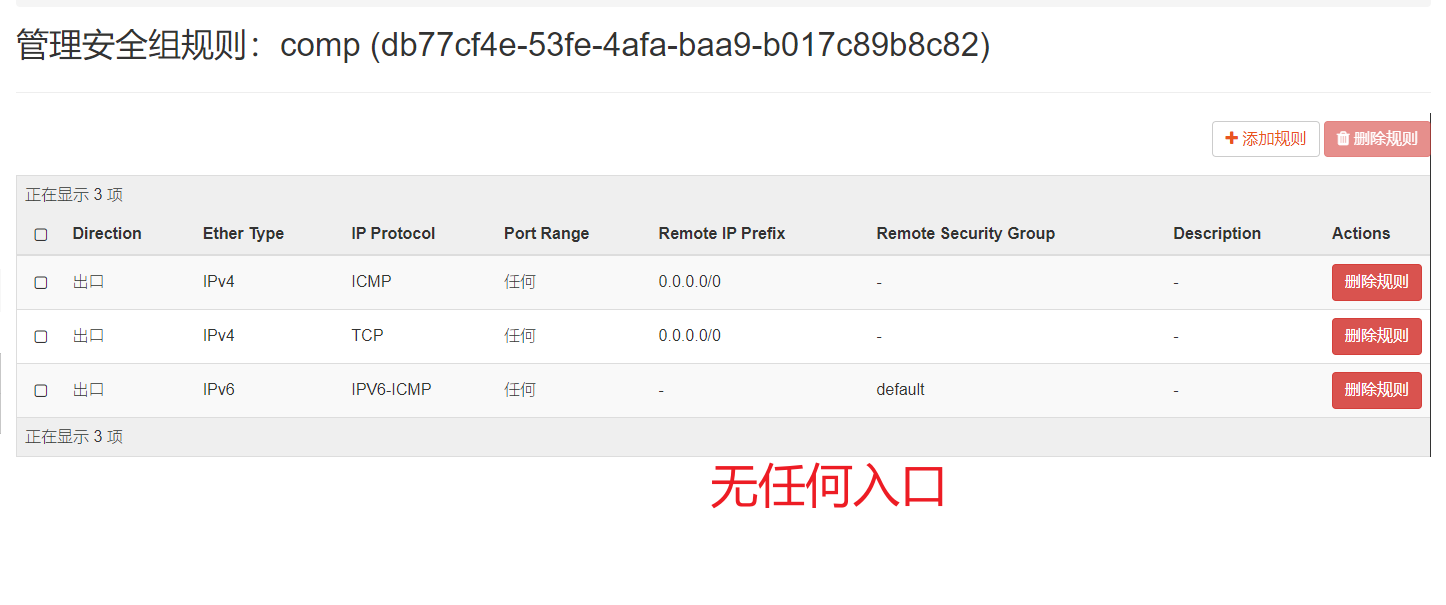 管理安全组规则：comp (db77cf4e-53fe-4afa-baa9-b017c89b8c82)
添加规则 删除规则
正在显示 3 项
Direction Ether Type IP Protocol Port Range Remote IP Prefix Remote Security Group Description Actions
出口 IPv4 ICMP 任何 0.0.0.0/0 - - 删除规则
出口 IPv4 TCP 任何 0.0.0.0/0 - - 删除规则
出口 IPv6 IPV6-ICMP 任何 - default - 删除规则
正在显示 3 项
无任何入口